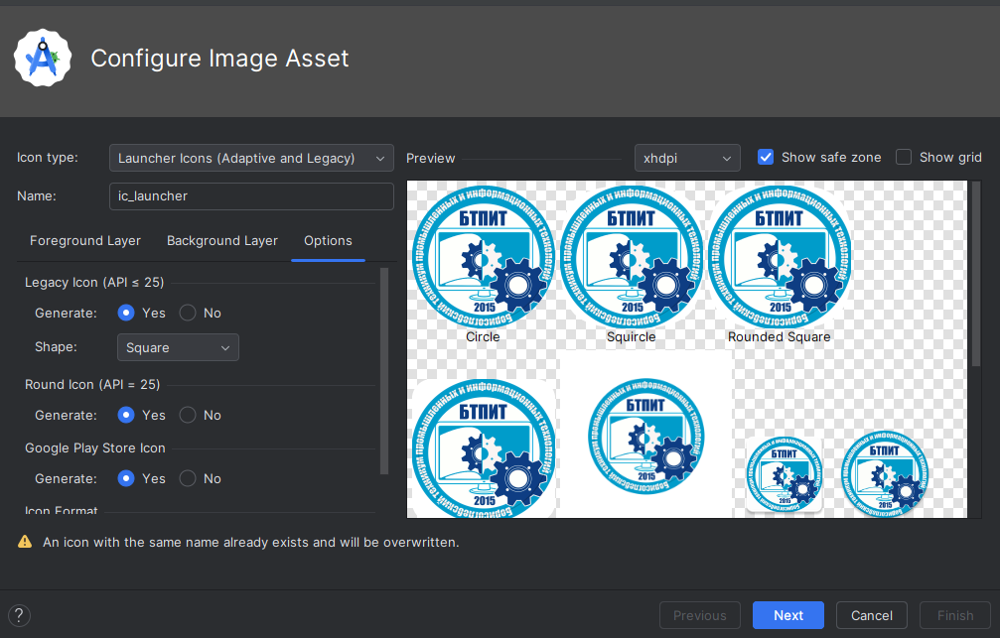 Configure Image Asset
Icon type:
Launcher Icons (Adaptive and Legacy)
Preview
xhdpi
Show safe zone
Show grid
Name:
ic_launcher
Foreground Layer
Background Layer
Options
Legacy Icon (API ≤ 25)
Generate:
Yes
No
Shape:
Square
Round Icon (API = 25)
Generate:
Yes
No
Google Play Store Icon
Generate:
Yes
No
Icon Format
Борисоглебский техникум промышленных и информационных технологий
БТПИТ
2015
Circle
Борисоглебский техникум промышленных и информационных технологий
БТПИТ
2015
Squircle
Борисоглебский техникум промышленных и информационных технологий
БТПИТ
2015
Rounded Square
Борисоглебский техникум промышленных и информационных технологий
БТПИТ
2015
Борисоглебский техникум промышленных и информационных технологий
БТПИТ
2015
БТПИТ
2015
БТПИТ
2015
An icon with the same name already exists and will be overwritten.
?
Previous
Next
Cancel
Finish